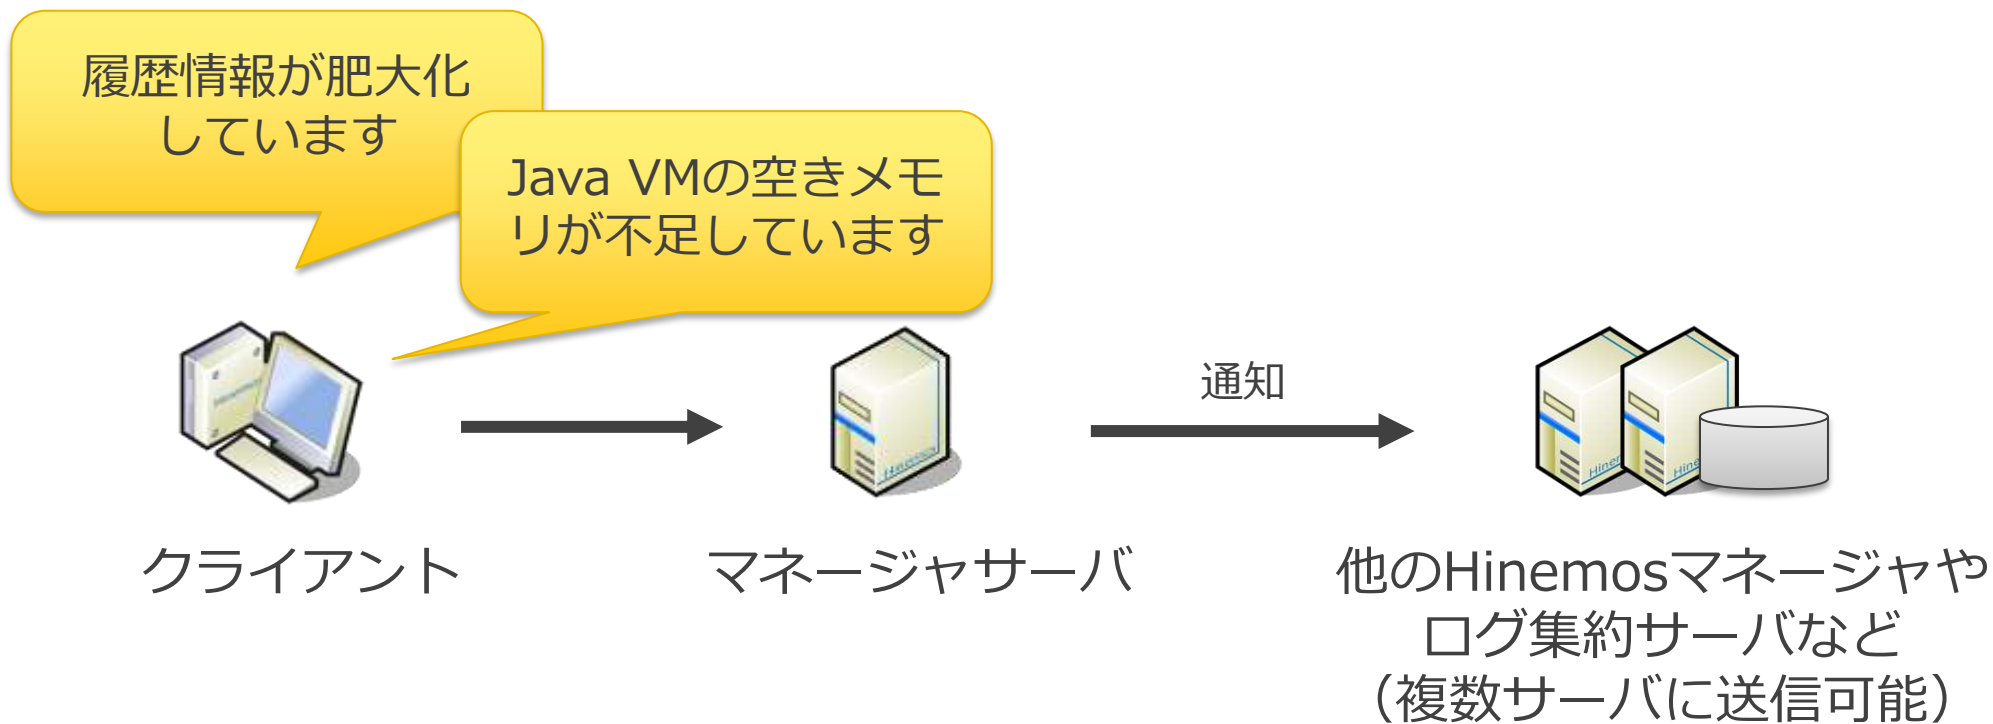 履歴情報が肥大化
しています
Java VMの空きメモ
リが不足しています
通知
Hinemos
クライアント
マネージャサーバ
他のHinemosマネージャや
ログ集約サーバなど
（複数サーバに送信可能）